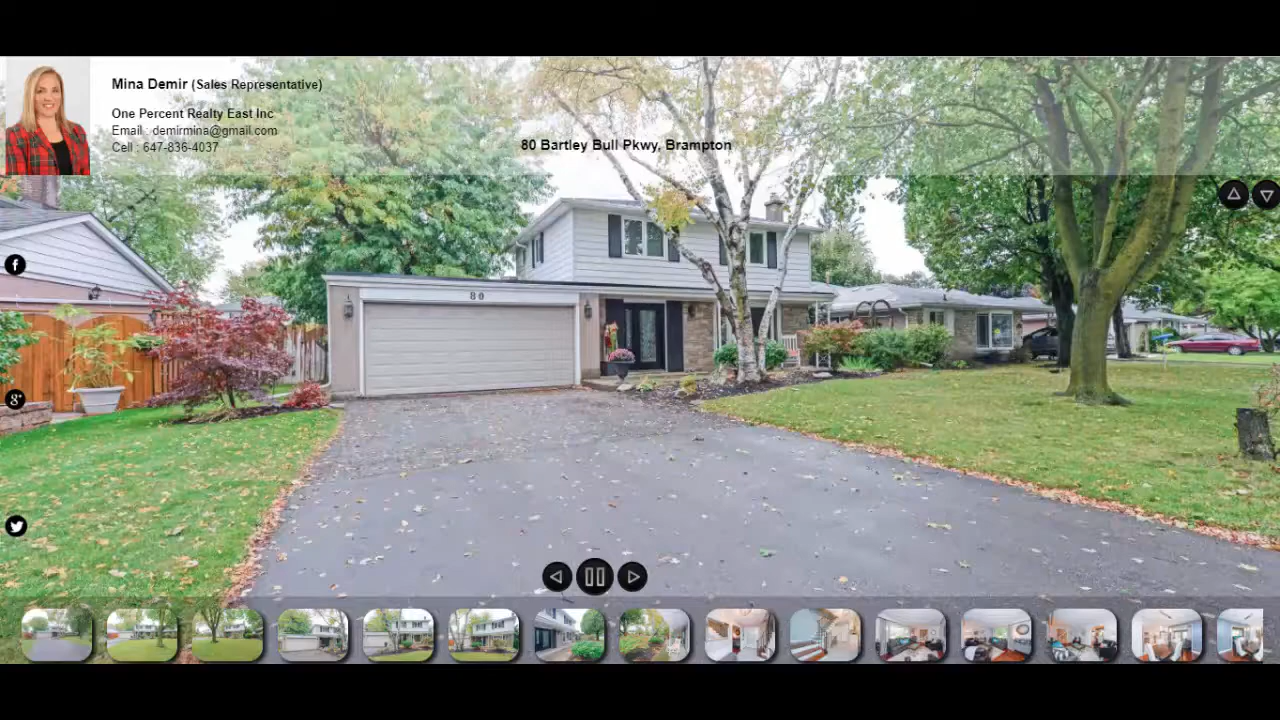 Mina Demir (Sales Representative)
One Percent Realty East Inc
Email : demirmina@gmail.com
Cell : 647-836-4037
80 Bartley Bull Pkwy, Brampton
80